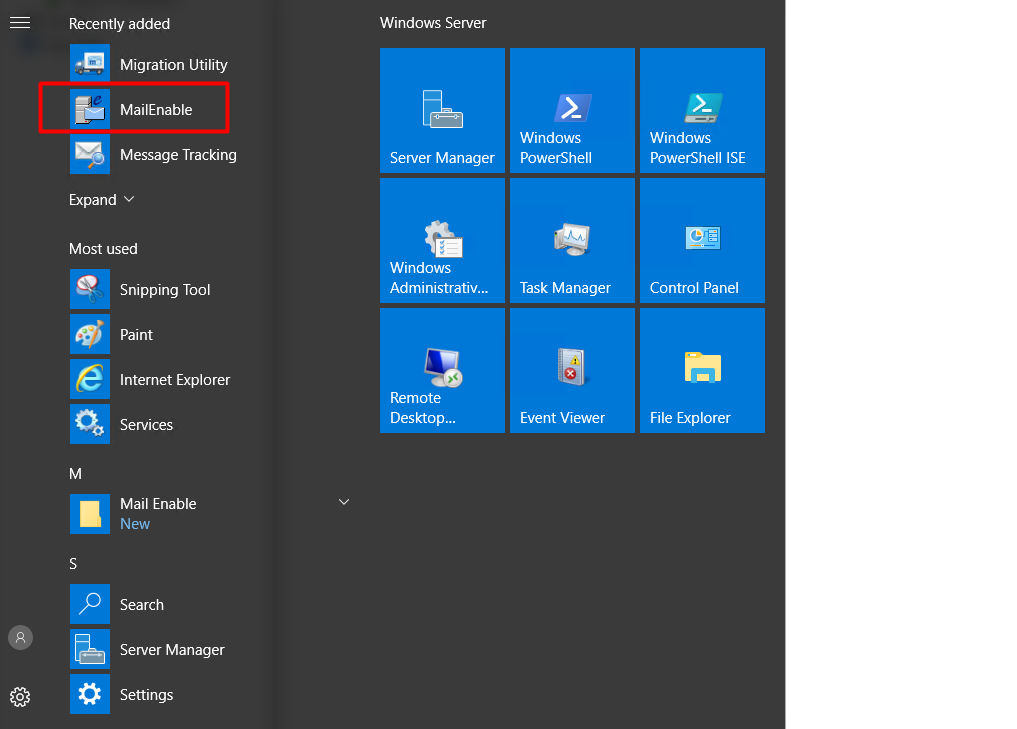 Recently added
Migration Utility
MailEnable
Message Tracking
Expand
Most used
Snipping Tool
Paint
Internet Explorer
Services
M
Mail Enable
New
S
Search
Server Manager
Settings
Windows Server
Server Manager
Windows
PowerShell
Windows
PowerShell ISE
Windows
Administrativ...
Task Manager
Control Panel
Remote
Desktop...
Event Viewer
File Explorer